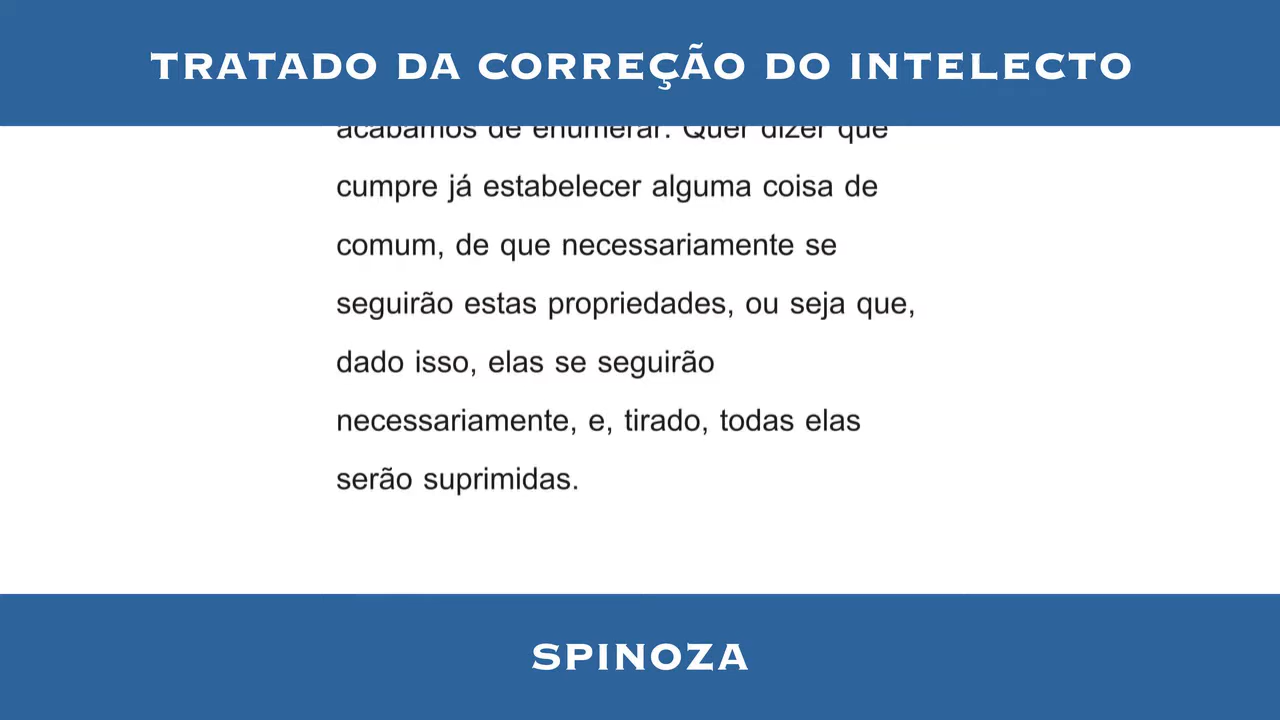 TRATADO DA CORREÇÃO DO INTELECTO
acabamos de enumerar. Quer dizer que
cumpre já estabelecer alguma coisa de
comum, de que necessariamente se
seguirão estas propriedades, ou seja que,
dado isso, elas se seguirão
necessariamente, e, tirado, todas elas
serão suprimidas.
SPINOZA